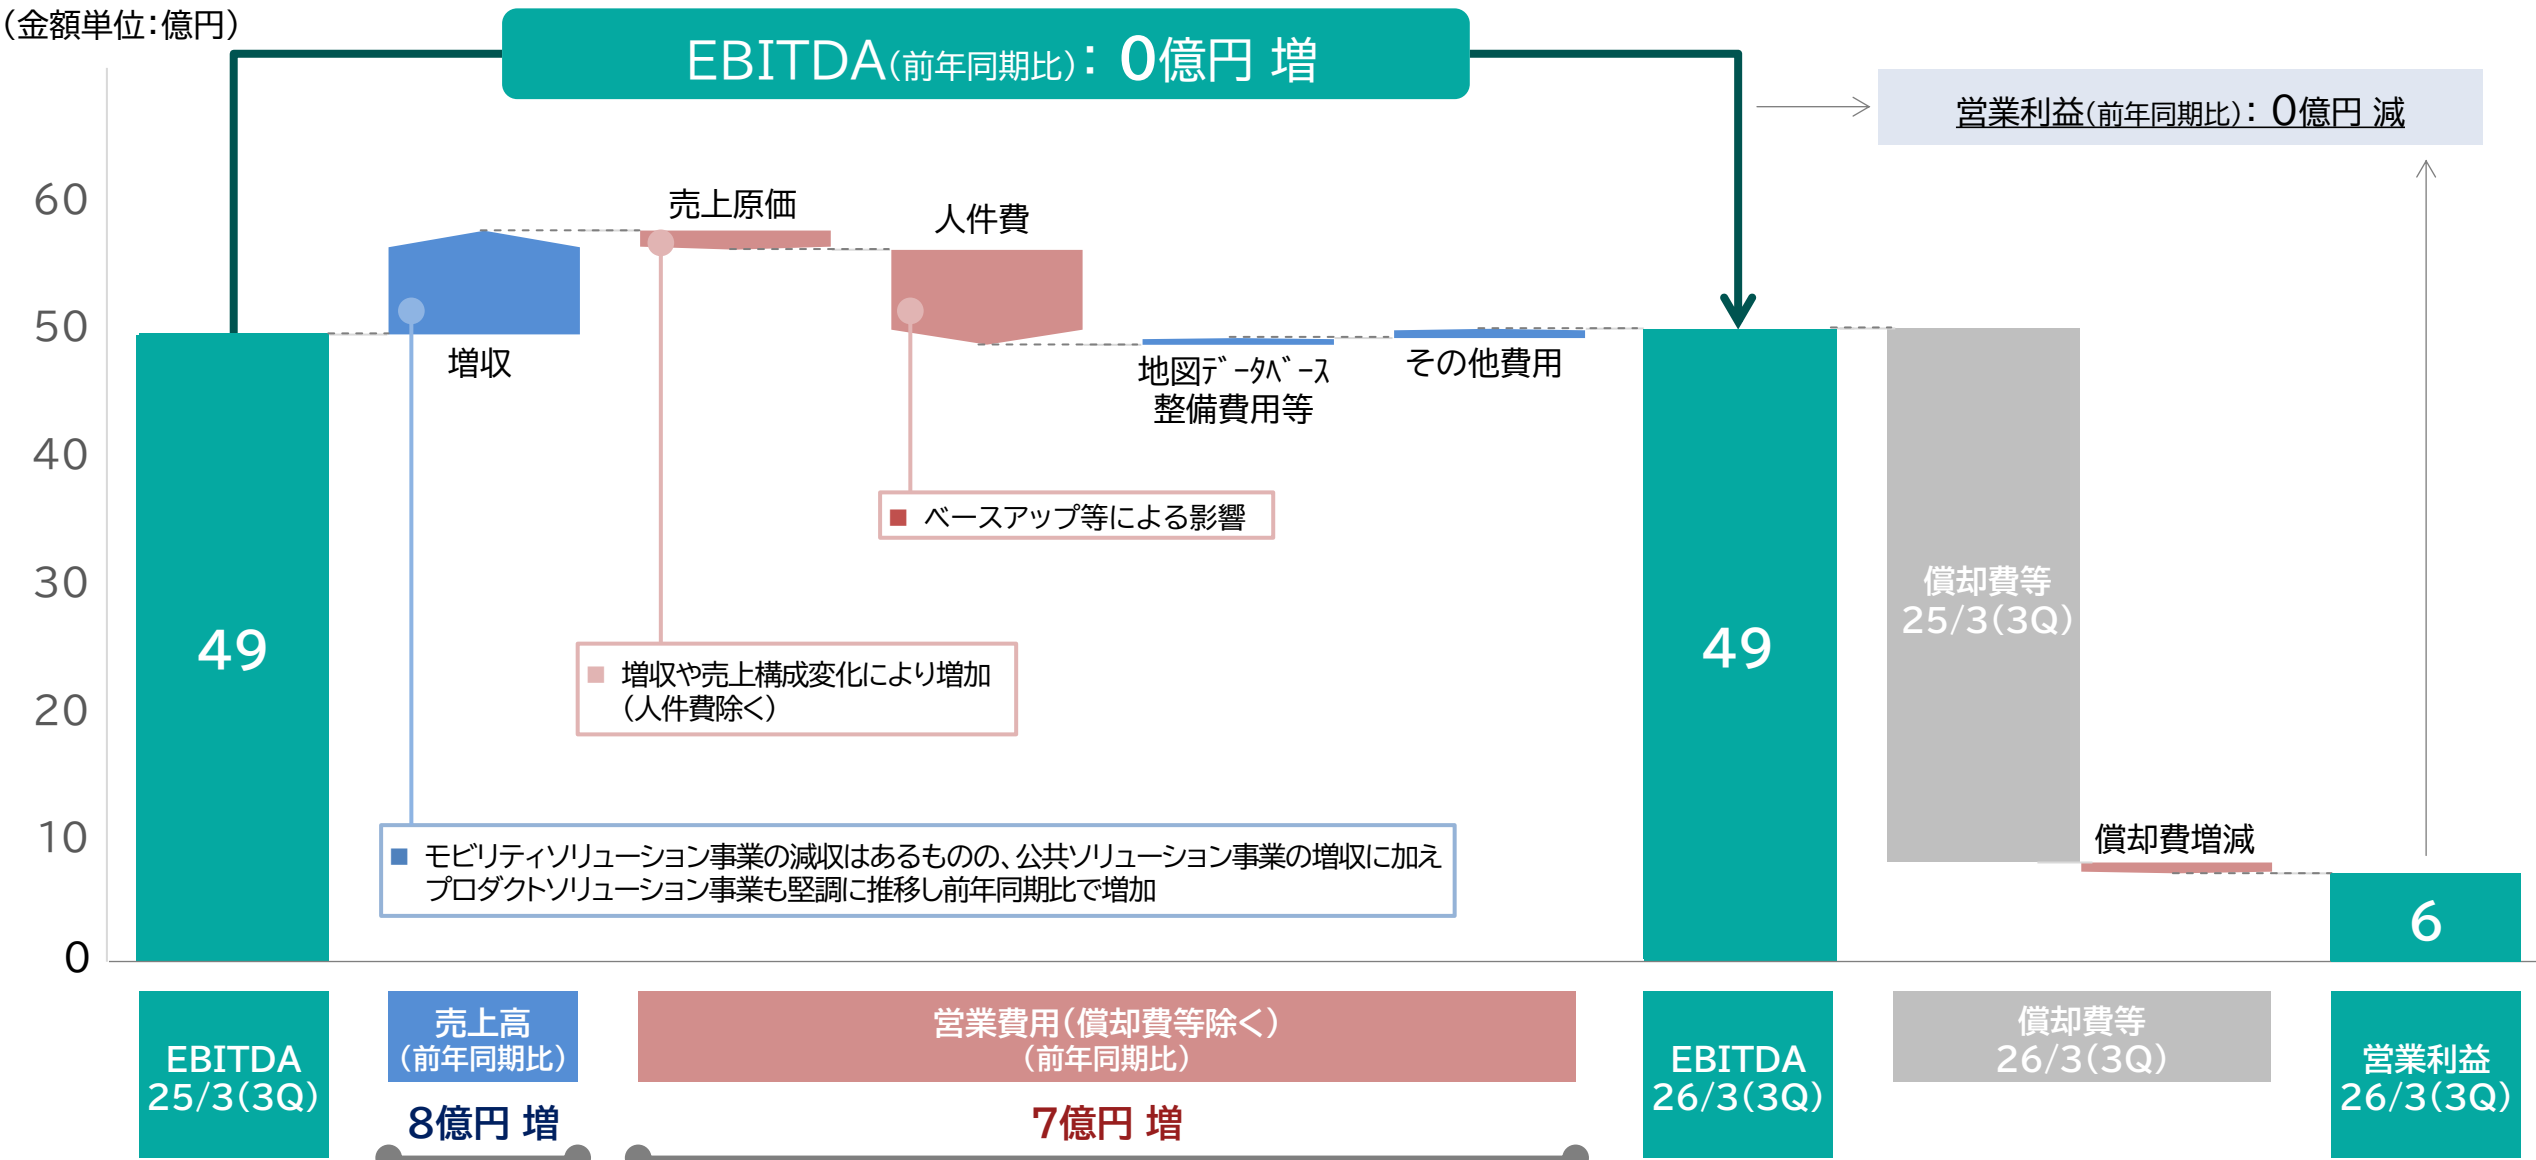 （金額単位：億円）
EBITDA（前年同期比）： 0億円 増
営業利益（前年同期比）： 0億円 減
60
50
40
30
20
10
0
売上原価
人件費
増収
地図ﾃﾞｰﾀﾍﾞｰｽ
整備費用等
その他費用
■ ベースアップ等による影響
■ 増収や売上構成変化により増加
（人件費除く）
■ モビリティソリューション事業の減収はあるものの、公共ソリューション事業の増収に加え
プロダクトソリューション事業も堅調に推移し前年同期比で増加
49
49
償却費等
25/3（3Q）
償却費増減
6
EBITDA
25/3（3Q）
売上高
（前年同期比）
8億円 増
営業費用（償却費等除く）
（前年同期比）
7億円 増
EBITDA
26/3（3Q）
償却費等
26/3（3Q）
営業利益
26/3（3Q）